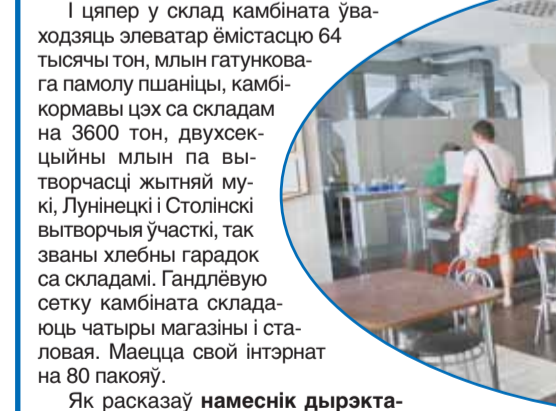 І цяпер у склад камбіната ўва-
ходзяць элеватар ёмістасцю 64
тысячы тон, млын гатункова-
га памолу пшаніцы, камбі-
кормавы цэх са складам
на 3600 тон, двухсек-
цыйны млын па вы-
творчасці жытняй му-
кі, Лунінецкі і Столінскі
вытворчыя ўчасткі, так
званы хлебны гарадок
са складамі. Гандлёвую
сетку камбіната склада-
юць чатыры магазіны і ста-
ловая. Маецца свой інтэрнат
на 80 пакояў.
Як расказаў намеснік дырэкта-